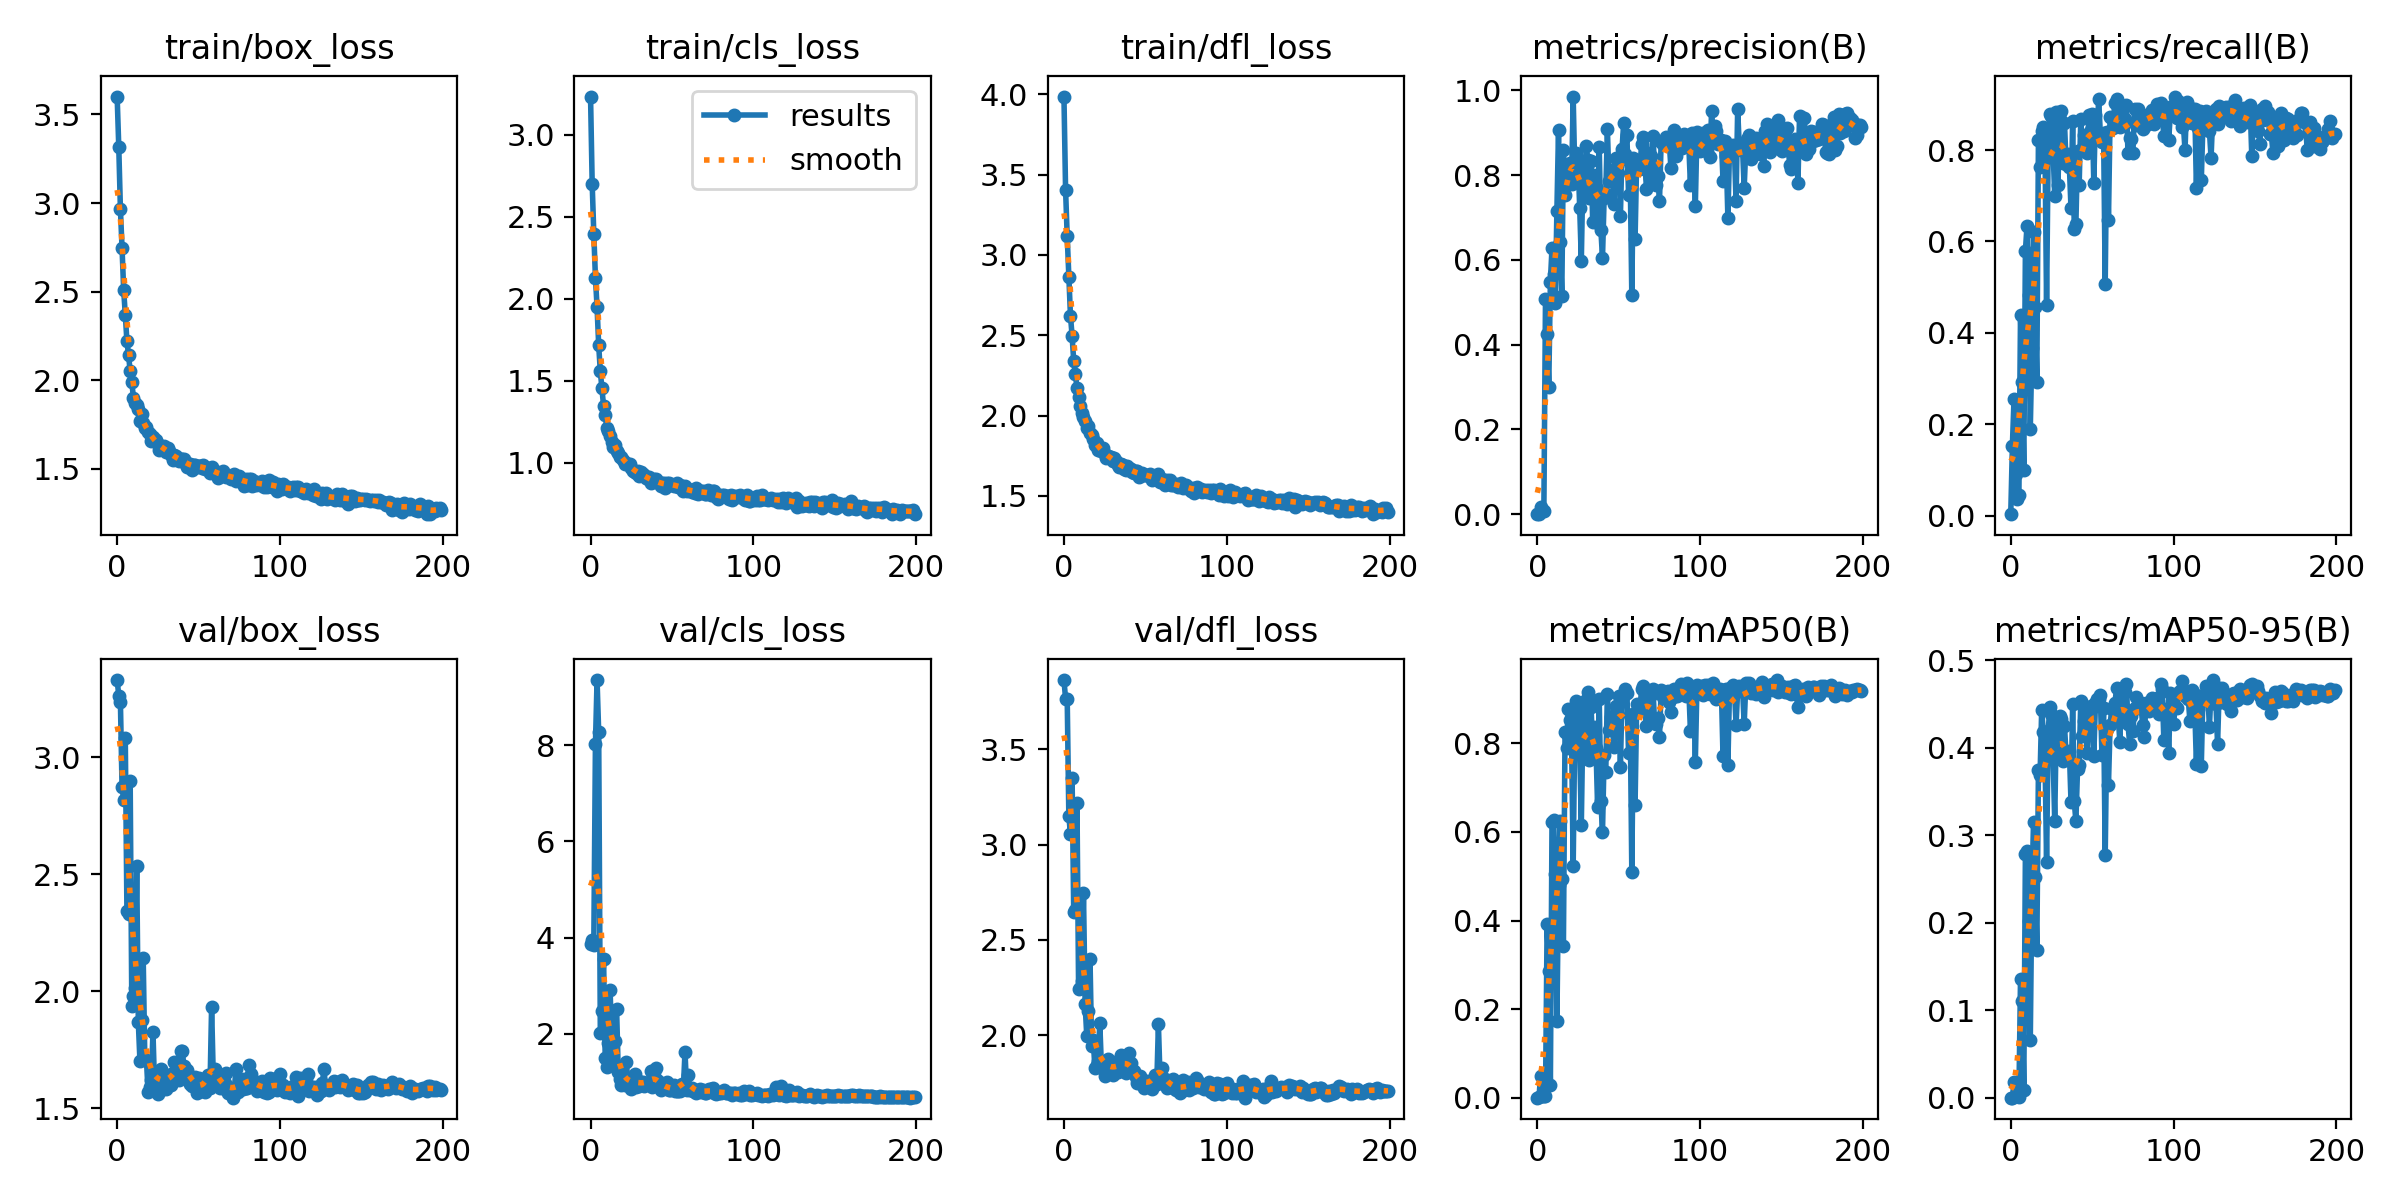 train/box_loss
3.5
3.0
2.5
2.0
1.5
0 100 200
train/cls_loss
results
smooth
3.0
2.5
2.0
1.5
1.0
0 100 200
train/dfl_loss
4.0
3.5
3.0
2.5
2.0
1.5
0 100 200
metrics/precision(B)
1.0
0.8
0.6
0.4
0.2
0.0
0 100 200
metrics/recall(B)
0.8
0.6
0.4
0.2
0.0
0 100 200
val/box_loss
3.0
2.5
2.0
1.5
0 100 200
val/cls_loss
8
6
4
2
0 100 200
val/dfl_loss
3.5
3.0
2.5
2.0
0 100 200
metrics/mAP50(B)
0.8
0.6
0.4
0.2
0.0
0 100 200
metrics/mAP50-95(B)
0.5
0.4
0.3
0.2
0.1
0.0
0 100 200